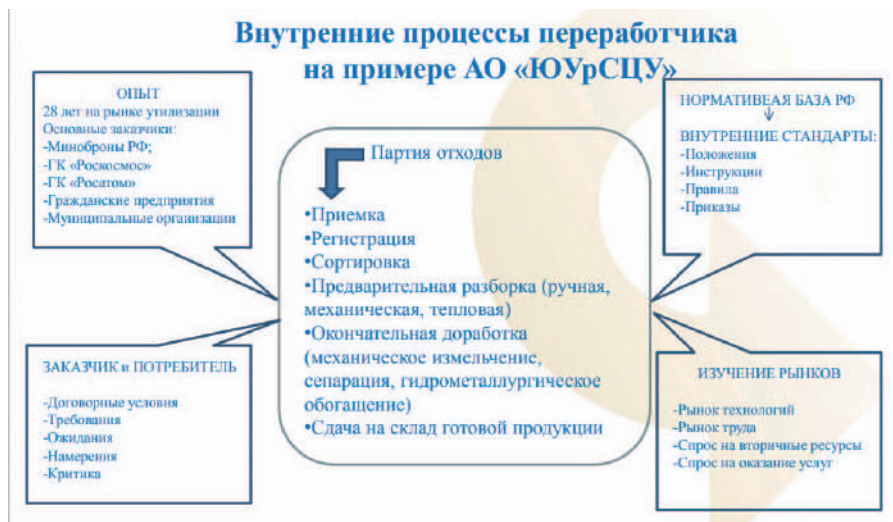 Внутренние процессы переработчика
на примере АО «ЮУрСЦУ»
ОПЫТ
28 лет на рынке утилизации
Основные заказчики:
-Миноброны РФ;
-ГК «Роскосмос»
-ГК «Росатом»
-Гражданские предприятия
-Муниципальные организации
Партия отходов
•Приемка
•Регистрация
•Сортировка
•Предварительная разборка (ручная,
механическая, тепловая)
•Окончательная доработка
(механическое измельчение,
сепарация, гидрометаллургическое
обогащение)
•Сдача на склад готовой продукции
НОРМАТИВЕАЯ БАЗА РФ
ВНУТРЕННИЕ СТАНДАРТЫ:
-Положения
-Инструкции
-Правила
-Приказы
ЗАКАЗЧИК и ПОТРЕБИТЕЛЬ
-Договорные условия
-Требования
-Ожидания
-Намерения
-Критика
ИЗУЧЕНИЕ РЫНКОВ
-Рынок технологий
-Рынок труда
-Спрос на вторичные ресурсы
-Спрос на оказание услуг